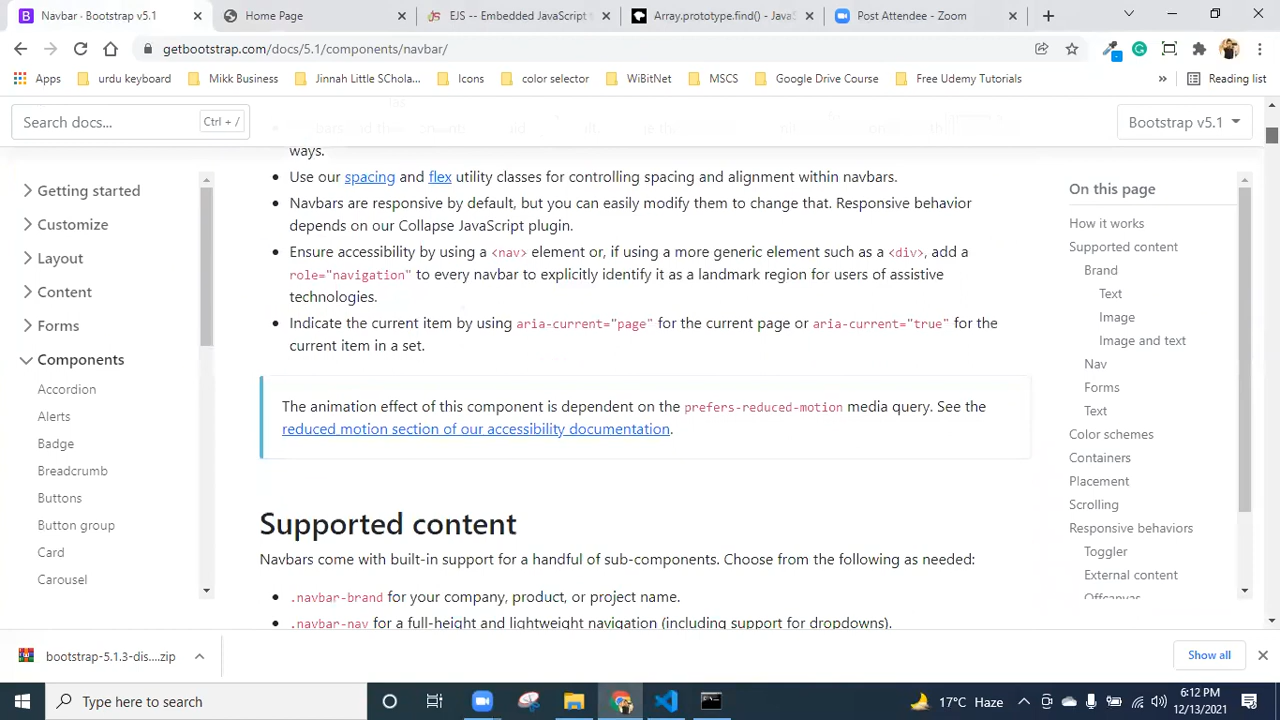 Navbar · Bootstrap v5.1
Home Page
EJS -- Embedded JavaScript
Array.prototype.find() - JavaS
Post Attendee - Zoom
getbootstrap.com/docs/5.1/components/navbar/
Apps
urdu keyboard
Mikk Business
Jinnah Little SChola...
Icons
color selector
WiBitNet
MSCS
Google Drive Course
Free Udemy Tutorials
»
Reading list
Search docs...
Ctrl + /
Bootstrap v5.1
Getting started
Customize
Layout
Content
Forms
Components
Accordion
Alerts
Badge
Breadcrumb
Buttons
Button group
Card
Carousel
ways.
• Use our spacing and flex utility classes for controlling spacing and alignment within navbars.
• Navbars are responsive by default, but you can easily modify them to change that. Responsive behavior
depends on our Collapse JavaScript plugin.
• Ensure accessibility by using a <nav> element or, if using a more generic element such as a <div>, add a
role="navigation" to every navbar to explicitly identify it as a landmark region for users of assistive
technologies.
• Indicate the current item by using aria-current="page" for the current page or aria-current="true" for the
current item in a set.
The animation effect of this component is dependent on the prefers-reduced-motion media query. See the
reduced motion section of our accessibility documentation.
Supported content
Navbars come with built-in support for a handful of sub-components. Choose from the following as needed:
• .navbar-brand for your company, product, or project name.
• .navbar-nav for a full-height and lightweight navigation (including support for dropdowns).
On this page
How it works
Supported content
Brand
Text
Image
Image and text
Nav
Forms
Text
Color schemes
Containers
Placement
Scrolling
Responsive behaviors
Toggler
External content
Offcanvas
bootstrap-5.1.3-dis....zip
Show all
Type here to search
17°C Haze
6:12 PM
12/13/2021